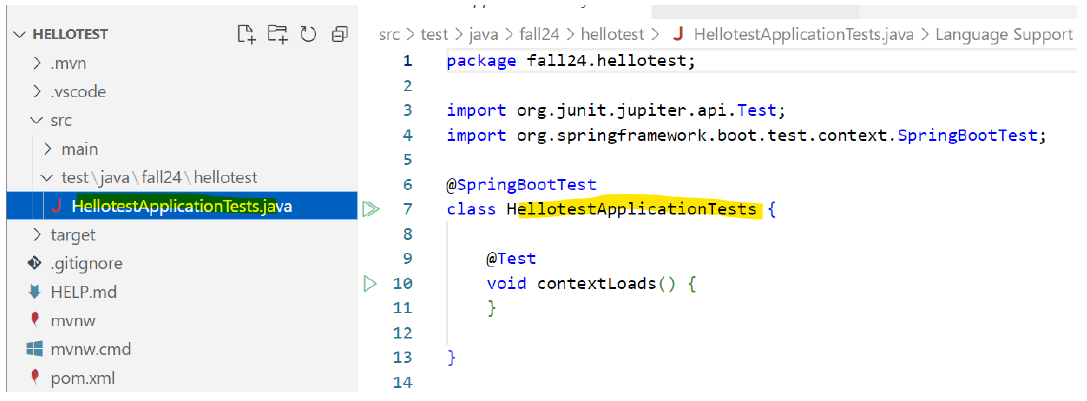 HELLOTEST
.mvn
.vscode
src
main
test\java\fall24\hellotest
J HellotestApplicationTests.java
target
.gitignore
HELP.md
mvnw
mvnw.cmd
pom.xml
src > test > java > fall24 > hellotest > J HellotestApplicationTests.java > Language Support
1 package fall24.hellotest;
2
3 import org.junit.jupiter.api.Test;
4 import org.springframework.boot.test.context.SpringBootTest;
5
6 @SpringBootTest
7 class HellotestApplicationTests {
8
9 @Test
10 void contextLoads() {
11 }
12
13 }
14